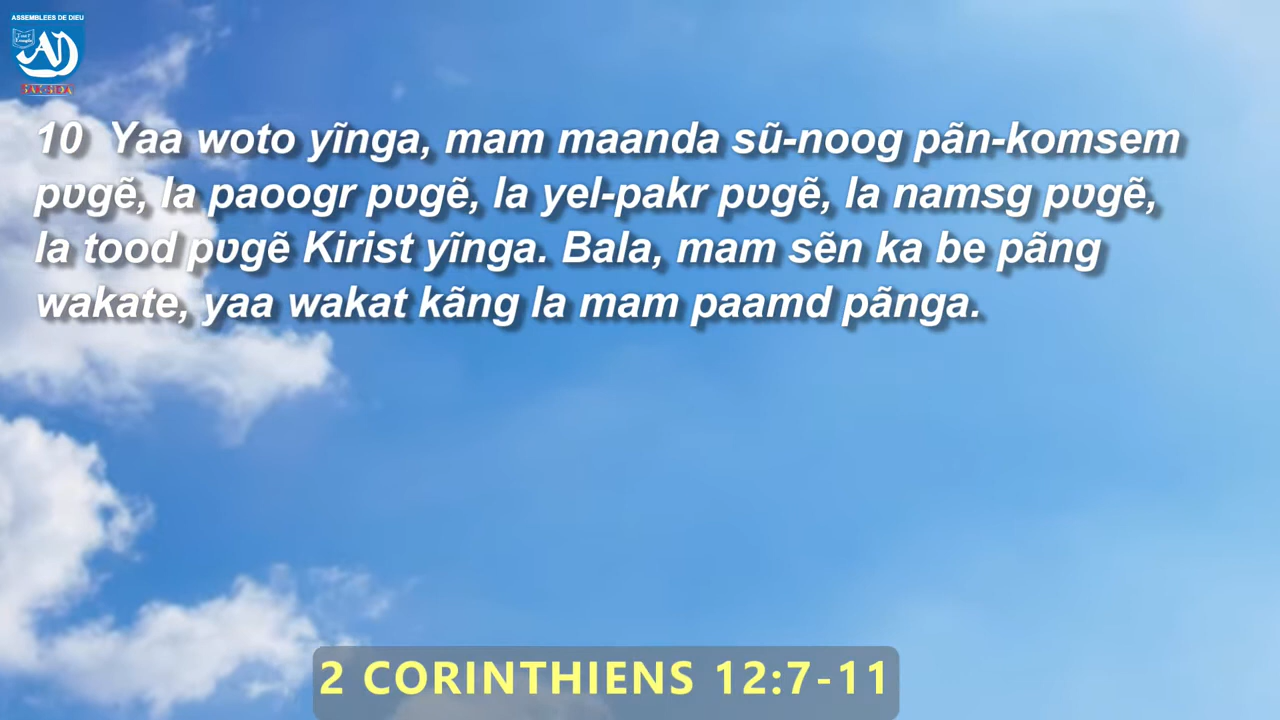 ASSEMBLEES DE DIEU
AD
10 Yaa woto yĩnga, mam maanda sũ-noog pãn-komsem
pʋgẽ, la paoogr pʋgẽ, la yel-pakr pʋgẽ, la namsg pʋgẽ,
la tood pʋgẽ Kirist yĩnga. Bala, mam sẽn ka be pãng
wakate, yaa wakat kãng la mam paamd pãnga.
2 CORINTHIENS 12:7-11